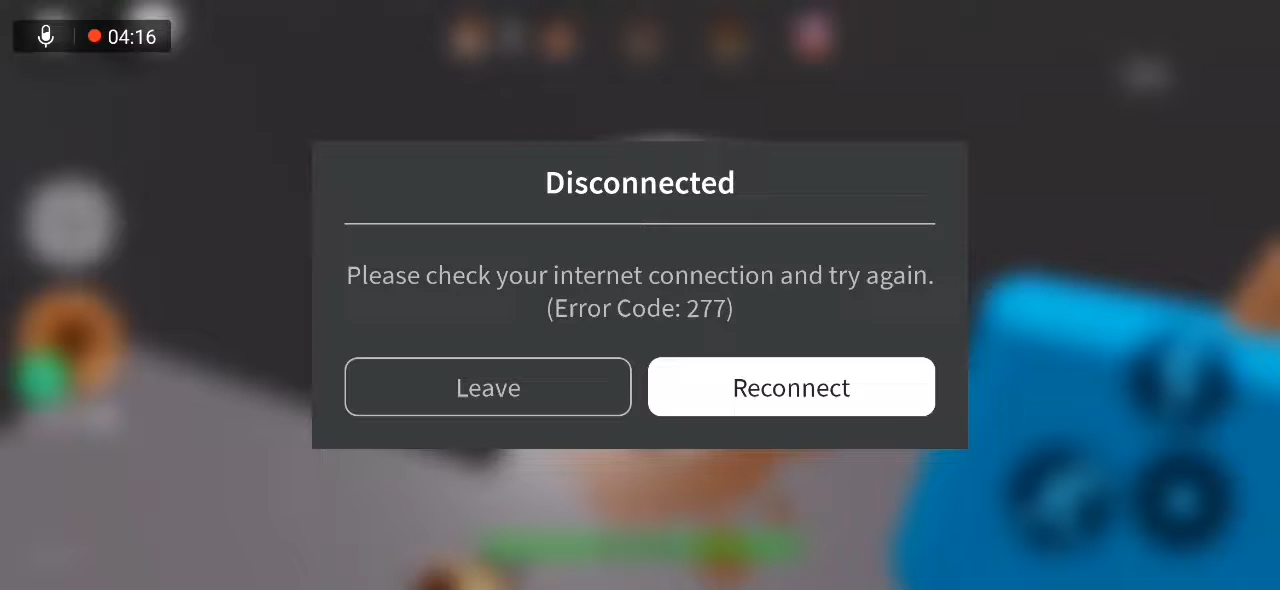 04:16
Disconnected
Please check your internet connection and try again.
(Error Code: 277)
Leave
Reconnect